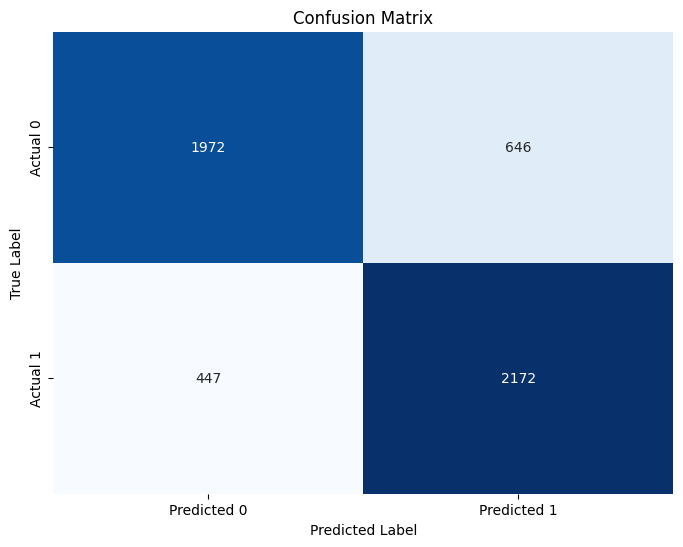 Confusion Matrix
Actual 0
1972
646
True Label
Actual 1
447
2172
Predicted 0
Predicted 1
Predicted Label